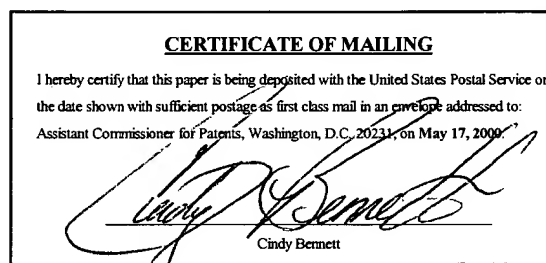 CERTIFICATE OF MAILING
I hereby certify that this paper is being deposited with the United States Postal Service on
the date shown with sufficient postage as first class mail in an envelope addressed to:
Assistant Commissioner for Patents, Washington, D.C. 20231, on May 17, 2000.
Cindy Bennett
Cindy Bennett